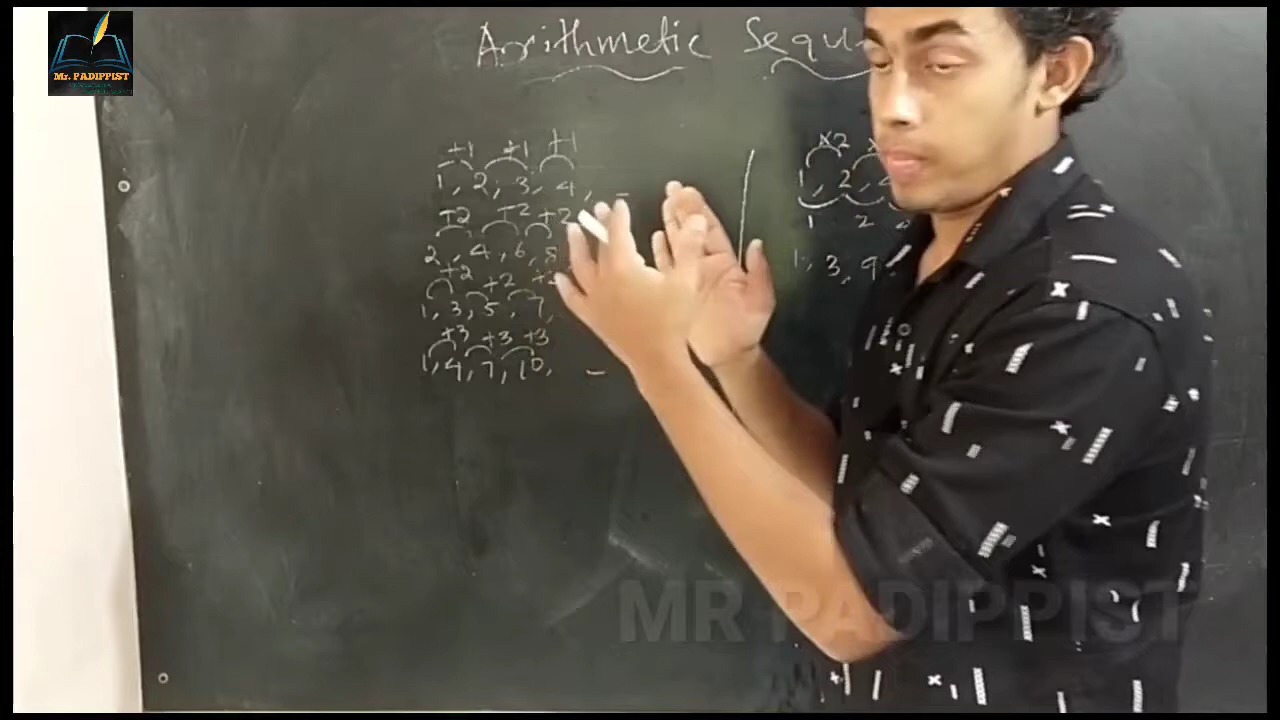 Mr. PADIPPIST
Arithmetic Sequ
+1 +1 +1
1, 2, 3, 4, -
+2 +2 +2
2, 4, 6, 8
+2 +2
1, 3, 5, 7,
+3 +3 +3
1, 4, 7, 10, -
×2
1, 2,
1 2
1, 3, 9
MR PADIPPIST